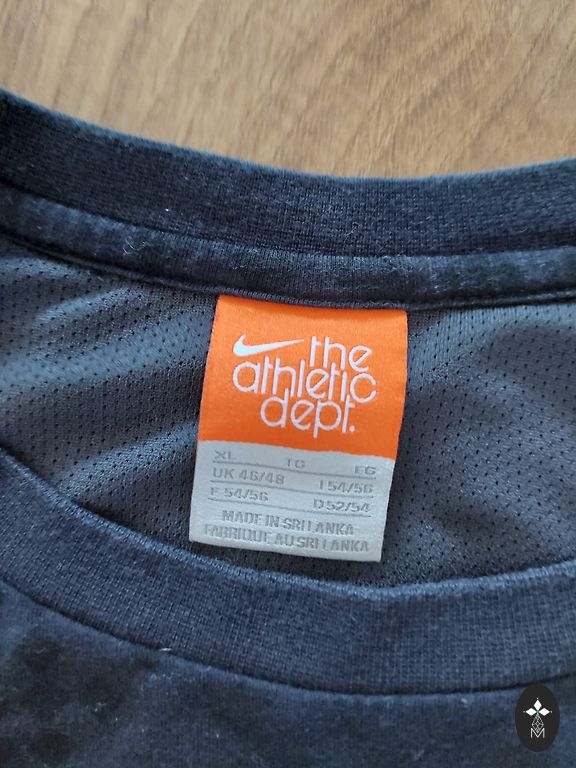 the
athletic
dept.
XL TG EG
UK 46/48 I 54/56
F 54/56 D 52/54
MADE IN SRI LANKA
FABRIQUE AU SRI LANKA
M